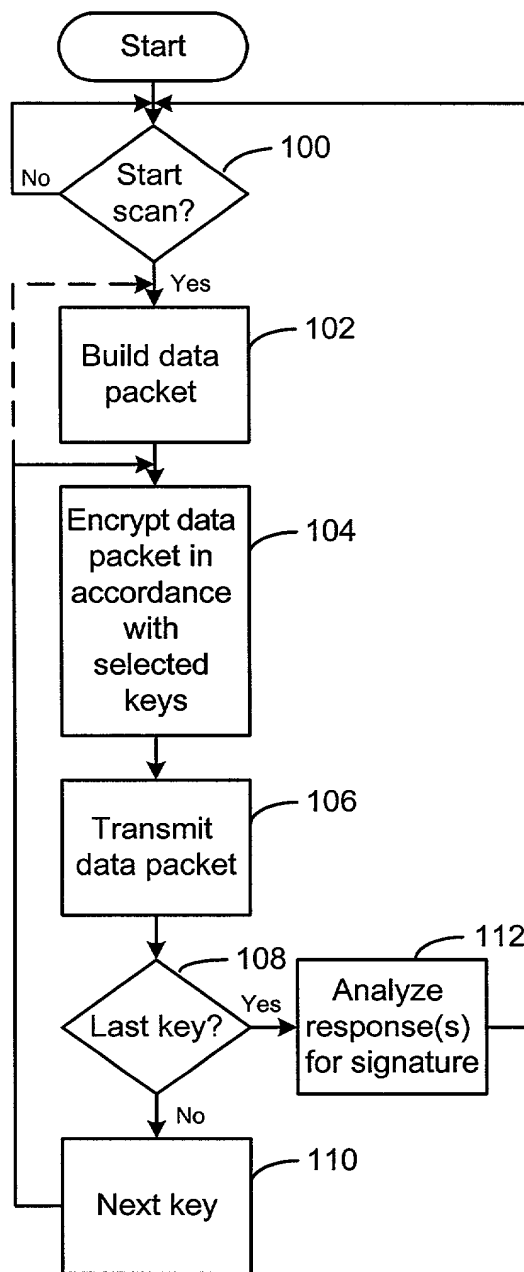 Start
100
No
Start
scan?
Yes
102
Build data
packet
104
Encrypt data
packet in
accordance
with
selected
keys
106
Transmit
data packet
108
112
Last key?
Yes
Analyze
response(s)
for signature
No
110
Next key